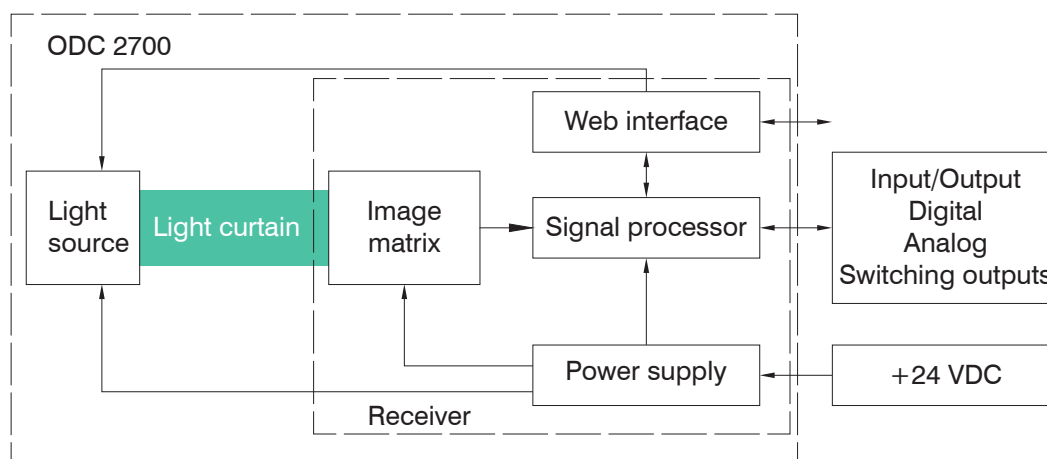 ODC 2700
Web interface
Light
source
Light curtain
Image
matrix
Signal processor
Input/Output
Digital
Analog
Switching outputs
Power supply
+24 VDC
Receiver